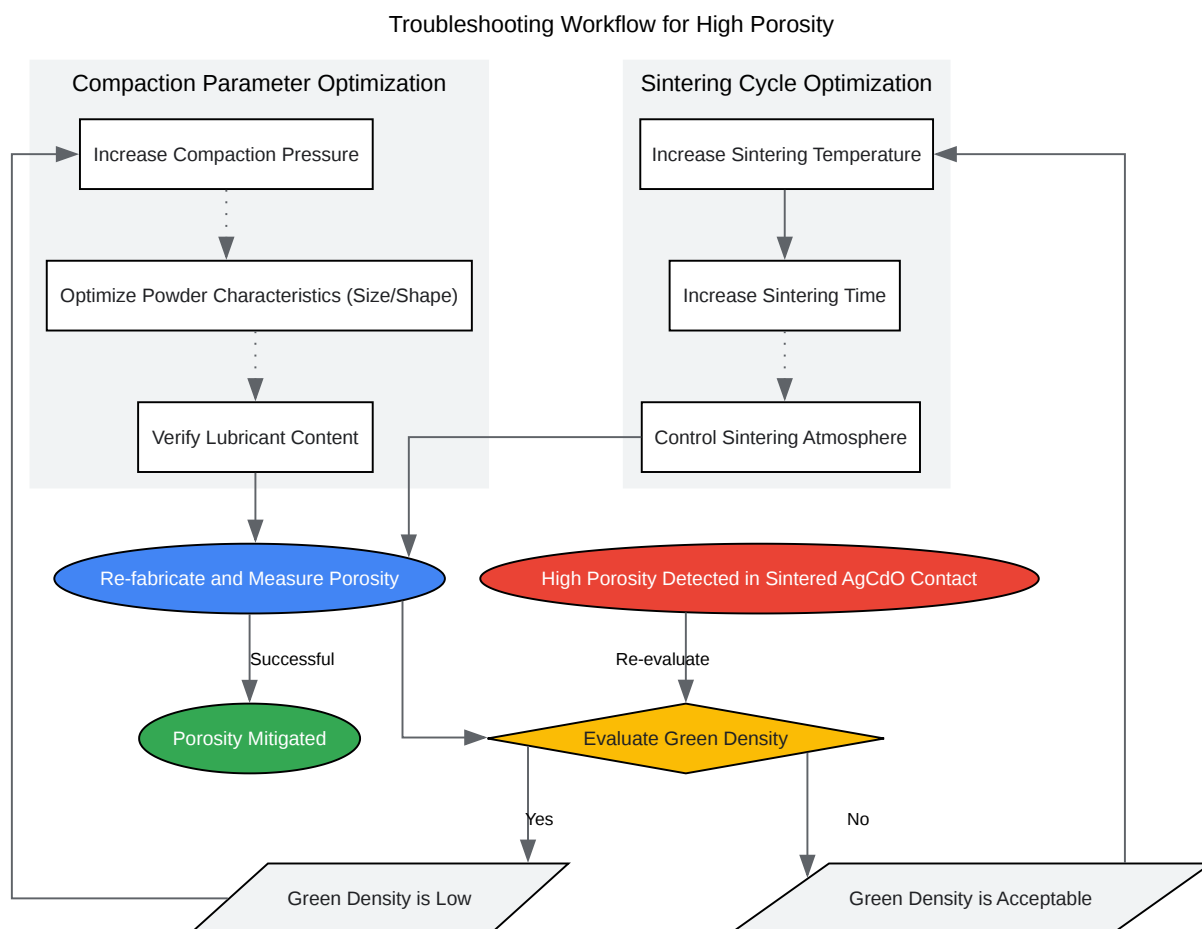 Troubleshooting Workflow for High Porosity
Compaction Parameter Optimization
Sintering Cycle Optimization
Increase Compaction Pressure
Increase Sintering Temperature
Optimize Powder Characteristics (Size/Shape)
Increase Sintering Time
Verify Lubricant Content
Control Sintering Atmosphere
Re-fabricate and Measure Porosity
High Porosity Detected in Sintered AgCdO Contact
Successful
Re-evaluate
Porosity Mitigated
Evaluate Green Density
Yes
No
Green Density is Low
Green Density is Acceptable